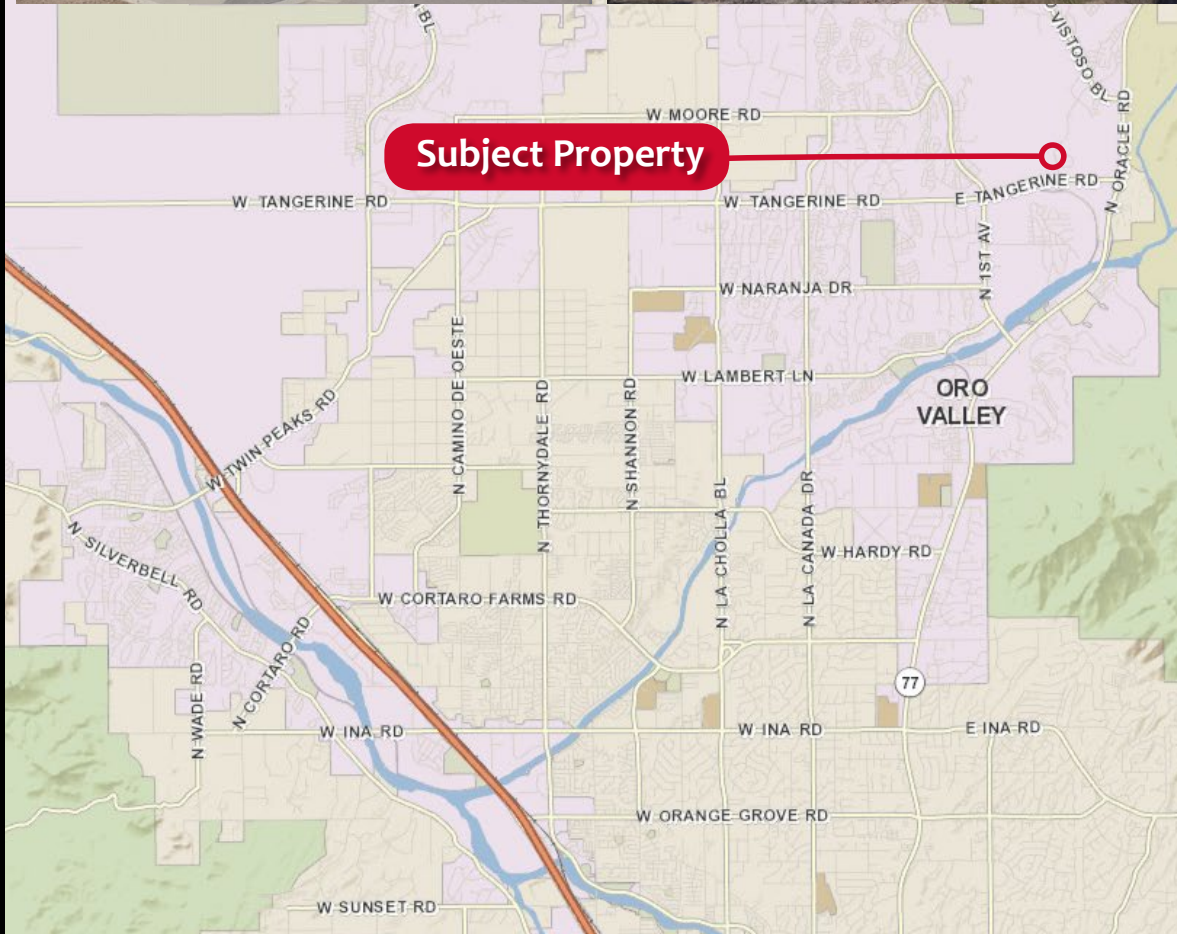 N BL
O VISTOSO BL
W MOORE RD
Subject Property
N ORACLE RD
E TANGERINE RD
W TANGERINE RD
W TANGERINE RD
N 1ST AV
W NARANJA DR
N CAMINO DE OESTE
W LAMBERT LN
ORO
VALLEY
N THORNYDALE RD
N SHANNON RD
W TWIN PEAKS RD
N LA CHOLLA BL
N LA CANADA DR
N SILVERBELL RD
W HARDY RD
W CORTARO FARMS RD
N CORTARO RD
N WADE RD
77
W INA RD
W INA RD
E INA RD
W ORANGE GROVE RD
W SUNSET RD